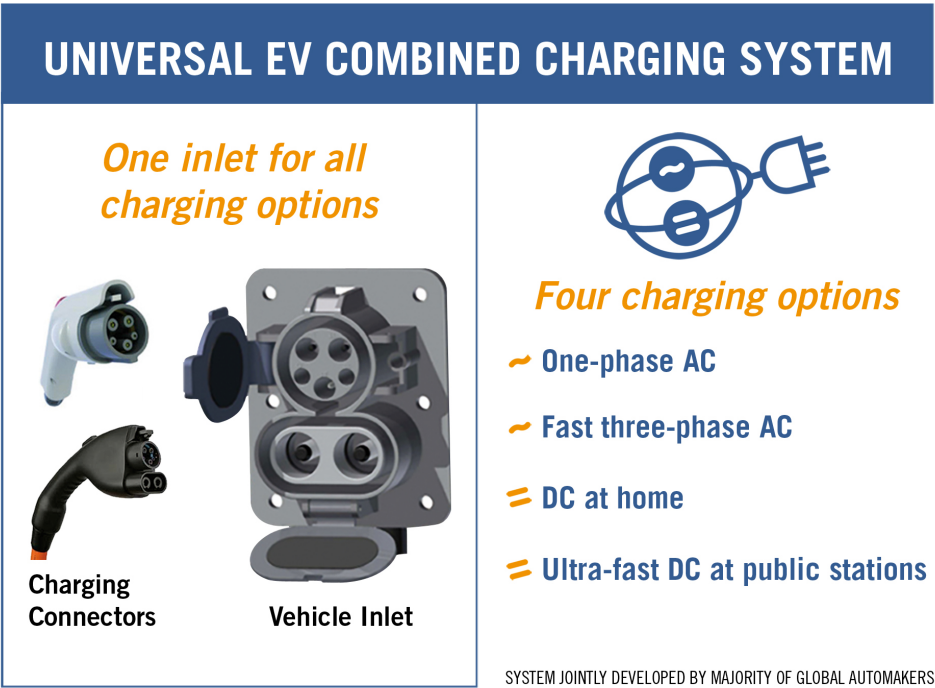 UNIVERSAL EV COMBINED CHARGING SYSTEM
One inlet for all
charging options
Charging
Connectors
Vehicle Inlet
Four charging options
~ One-phase AC
~ Fast three-phase AC
= DC at home
= Ultra-fast DC at public stations
SYSTEM JOINTLY DEVELOPED BY MAJORITY OF GLOBAL AUTOMAKERS